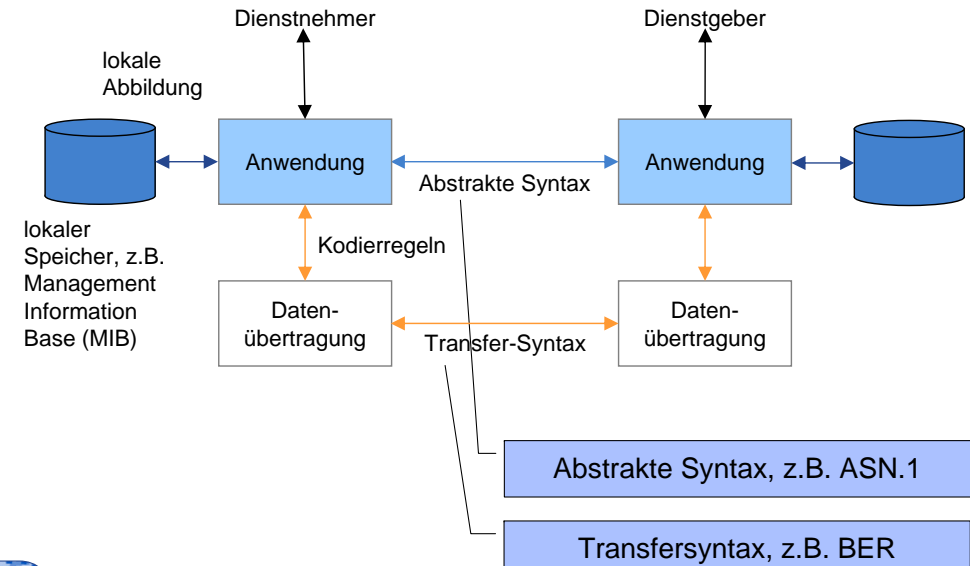 Dienstnehmer
Dienstgeber
lokale
Abbildung
Anwendung
Anwendung
Abstrakte Syntax
lokaler
Speicher, z.B.
Management
Information
Base (MIB)
Kodierregeln
Daten-
übertragung
Daten-
übertragung
Transfer-Syntax
Abstrakte Syntax, z.B. ASN.1
Transfersyntax, z.B. BER